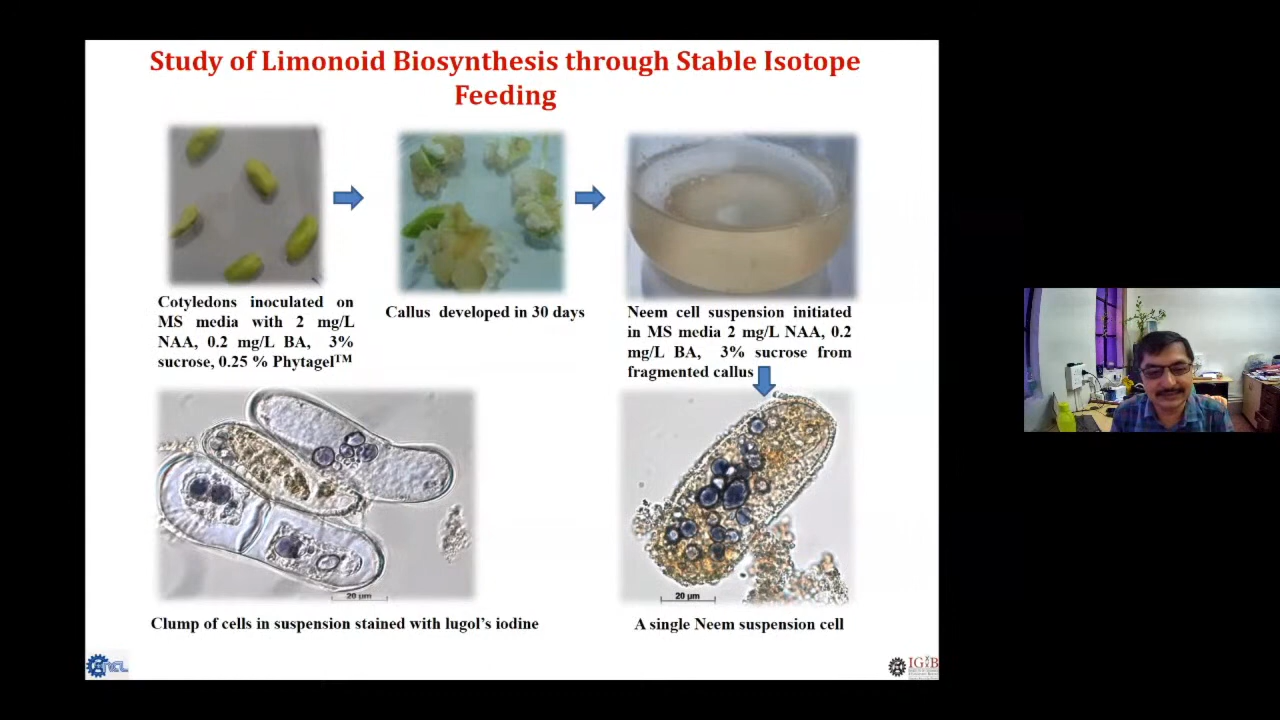 Study of Limonoid Biosynthesis through Stable Isotope
Feeding
Cotyledons inoculated on
MS media with 2 mg/L
NAA, 0.2 mg/L BA, 3%
sucrose, 0.25 % Phytagel™
Callus developed in 30 days
Neem cell suspension initiated
in MS media 2 mg/L NAA, 0.2
mg/L BA, 3% sucrose from
fragmented callus
20 µm
20 µm
Clump of cells in suspension stained with lugol's iodine
A single Neem suspension cell
NCL
IGIB